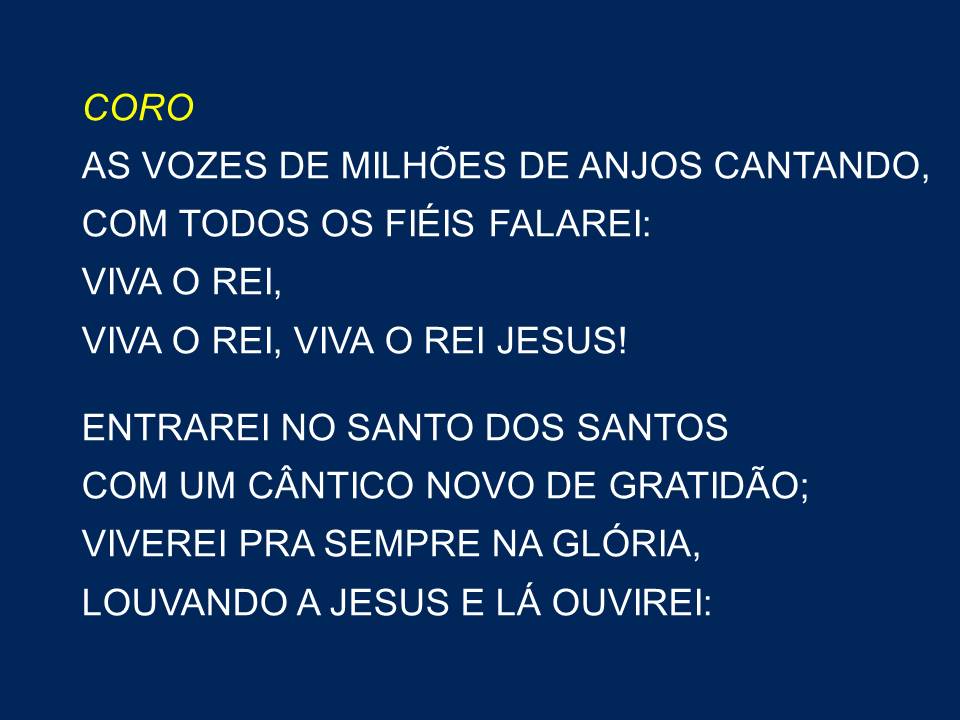 CORO
AS VOZES DE MILHÕES DE ANJOS CANTANDO,
COM TODOS OS FIÉIS FALAREI:
VIVA O REI,
VIVA O REI, VIVA O REI JESUS!
ENTRAREI NO SANTO DOS SANTOS
COM UM CÂNTICO NOVO DE GRATIDÃO;
VIVEREI PRA SEMPRE NA GLÓRIA,
LOUVANDO A JESUS E LÁ OUVIREI: